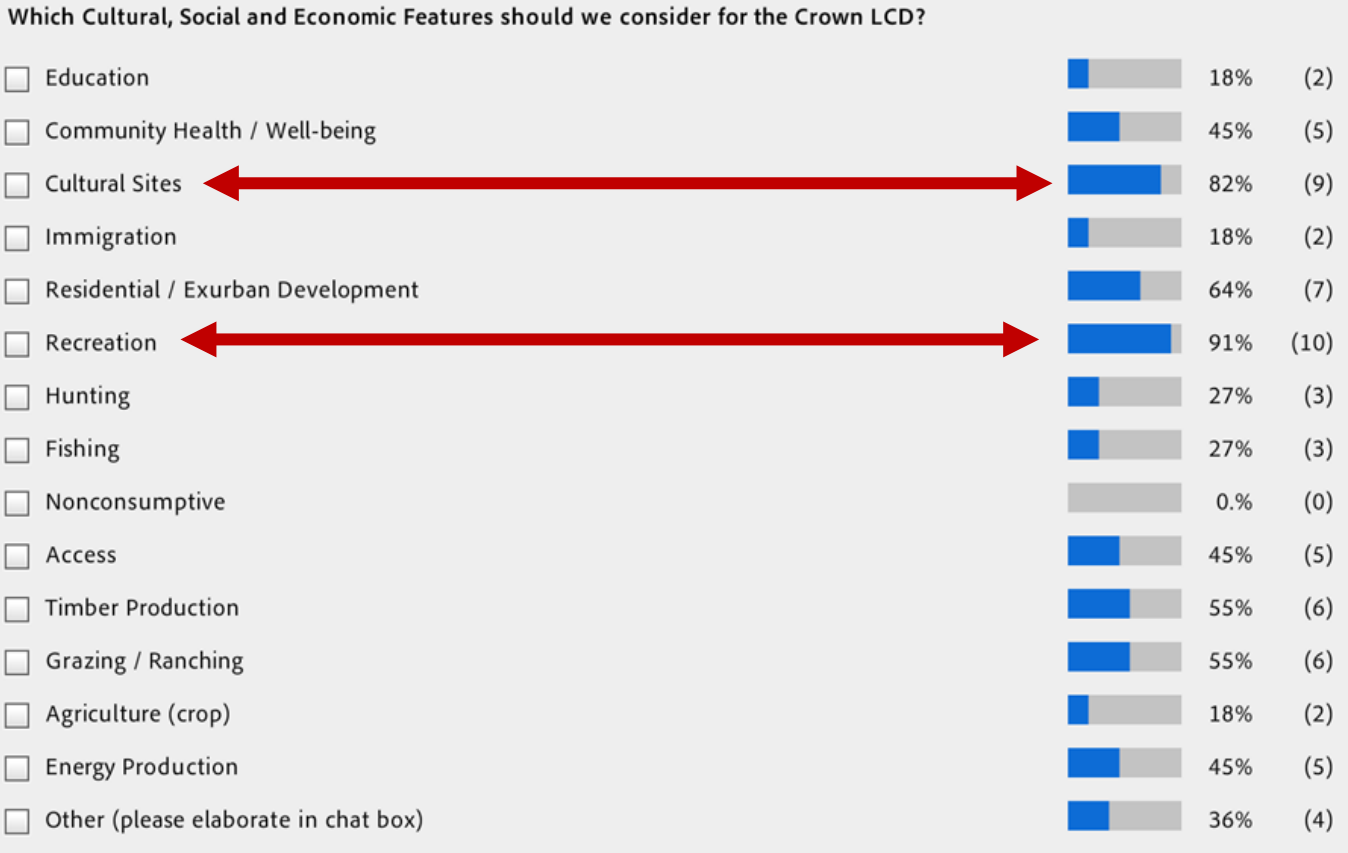 Which Cultural, Social and Economic Features should we consider for the Crown LCD?
Education 18% (2)
Community Health / Well-being 45% (5)
Cultural Sites 82% (9)
Immigration 18% (2)
Residential / Exurban Development 64% (7)
Recreation 91% (10)
Hunting 27% (3)
Fishing 27% (3)
Nonconsumptive 0.% (0)
Access 45% (5)
Timber Production 55% (6)
Grazing / Ranching 55% (6)
Agriculture (crop) 18% (2)
Energy Production 45% (5)
Other (please elaborate in chat box) 36% (4)